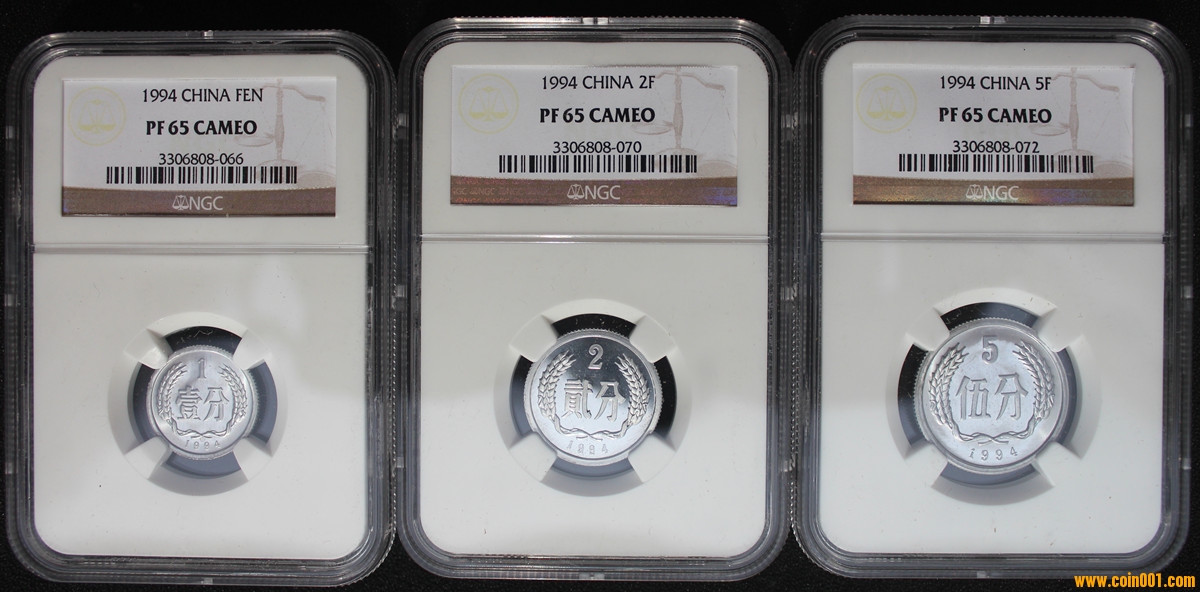 1994 CHINA FEN
PF 65 CAMEO
3306808-066
NGC
1
壹分
1994
1994 CHINA 2F
PF 65 CAMEO
3306808-070
NGC
2
贰分
1994
1994 CHINA 5F
PF 65 CAMEO
3306808-072
NGC
5
伍分
1994
www.coin001.com